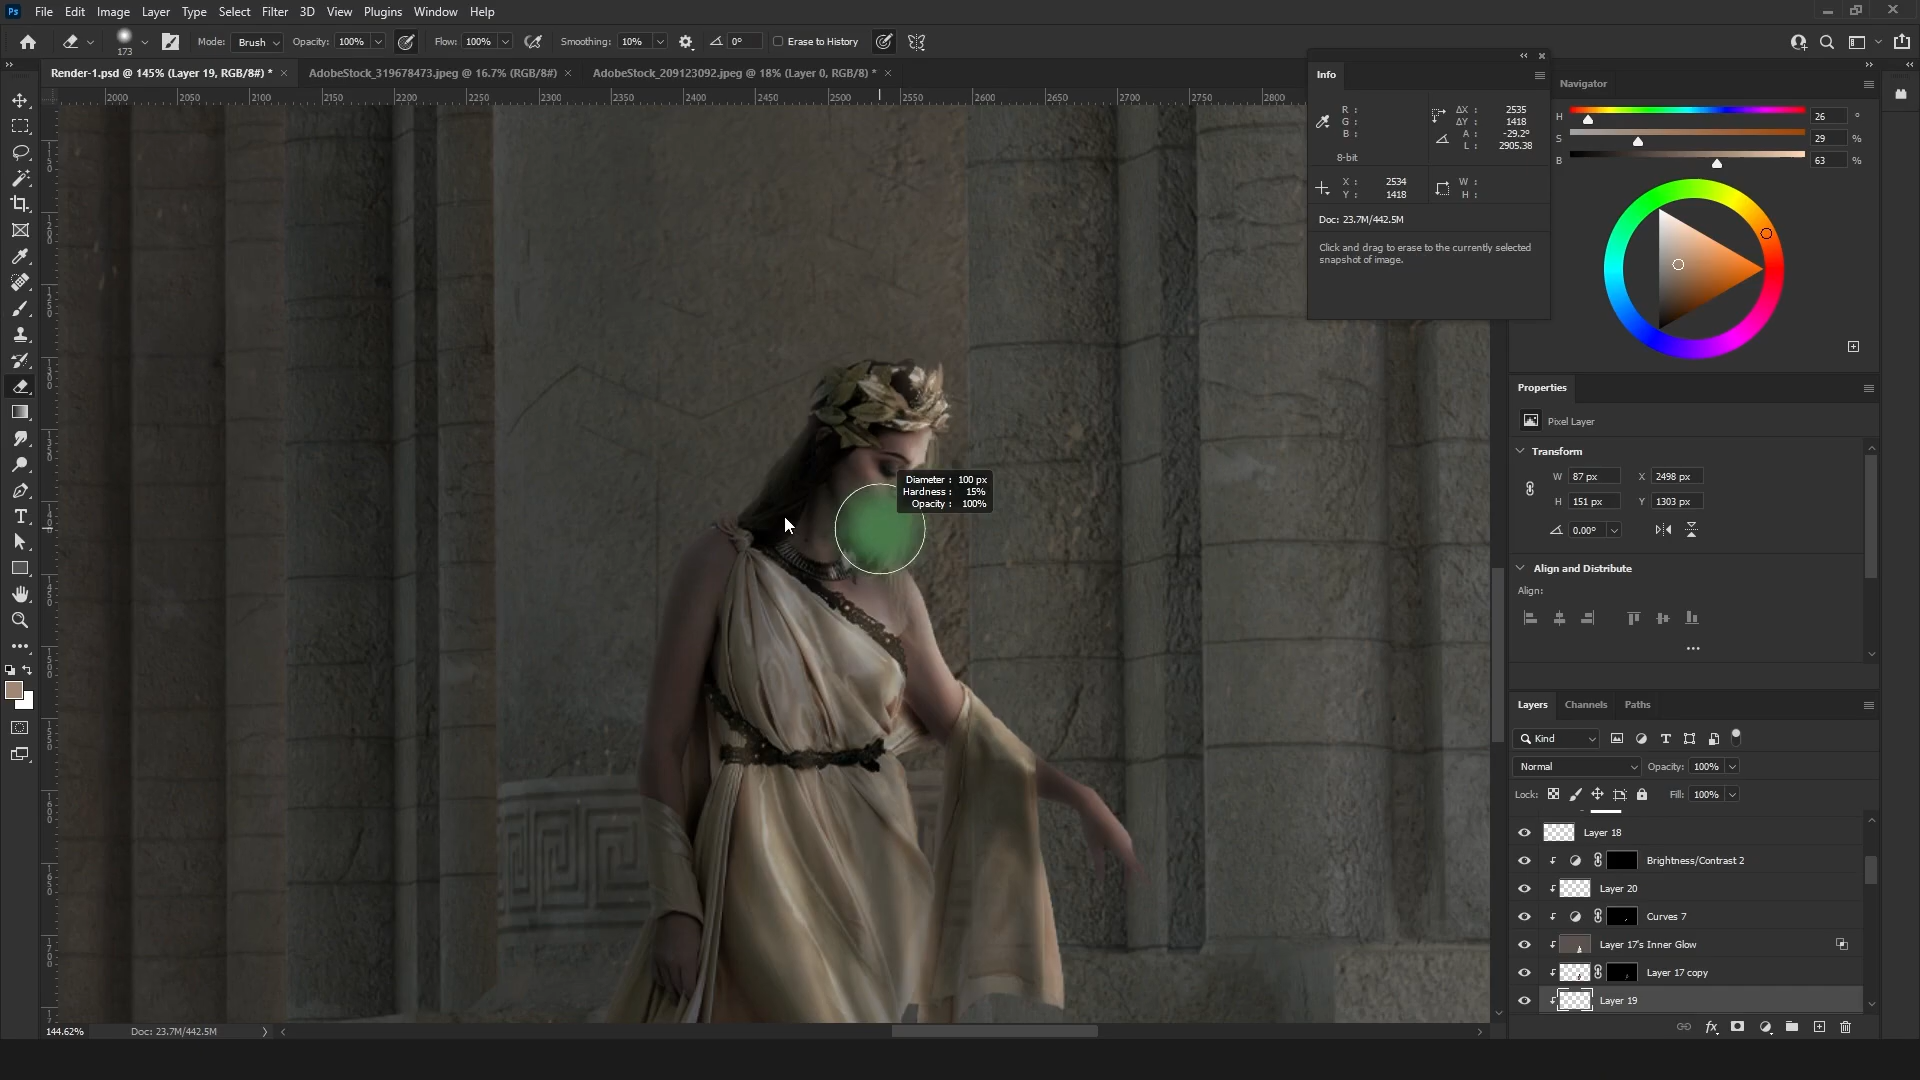 Ps File Edit Image Layer Type Select Filter 3D View Plugins Window Help
173 Mode: Brush Opacity: 100% Flow: 100% Smoothing: 10% 0° Erase to History
Render-1.psd @ 145% (Layer 19, RGB/8#) * AdobeStock_319678473.jpeg @ 16.7% (RGB/8#) AdobeStock_209123092.jpeg @ 18% (Layer 0, RGB/8) *
2000 2050 2100 2150 2200 2250 2300 2350 2400 2450 2500 2550 2600 2650 2700 2750 2800
Info
R :
G :
B :
8-bit
ΔX : 2535
ΔY : 1418
A : -29.2°
L : 2905.38
X : 2534
Y : 1418
W :
H :
Doc: 23.7M/442.5M
Click and drag to erase to the currently selected
snapshot of image.
Navigator
H 26 °
S 29 %
B 63 %
Diameter : 100 px
Hardness : 15%
Opacity : 100%
Properties
Pixel Layer
Transform
W 87 px X 2498 px
H 151 px Y 1303 px
0.00°
Align and Distribute
Align:
Layers Channels Paths
Kind
Normal Opacity: 100%
Lock: Fill: 100%
Layer 18
Brightness/Contrast 2
Layer 20
Curves 7
Layer 17's Inner Glow
Layer 17 copy
Layer 19
fx
144.62% Doc: 23.7M/442.5M